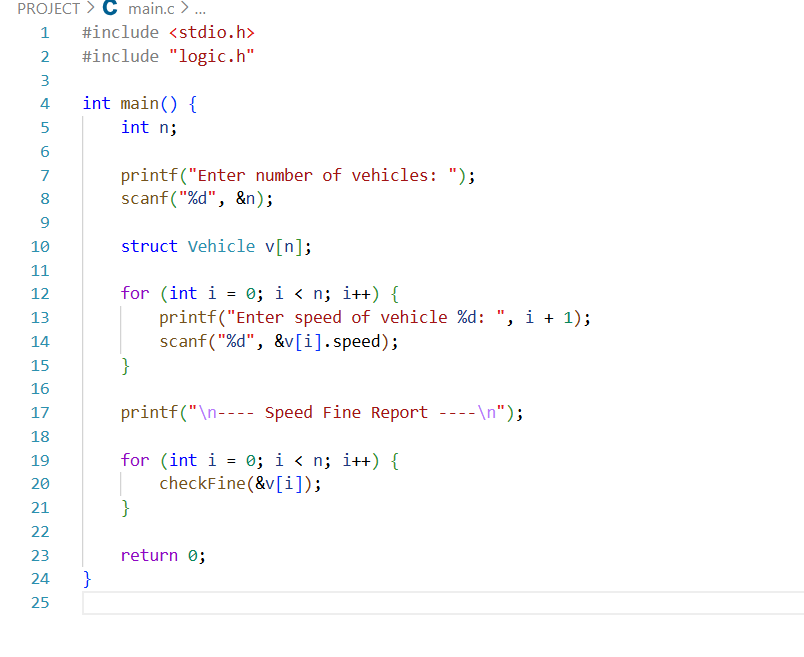 PROJECT > C main.c > ...
1 #include <stdio.h>
2 #include "logic.h"
3
4 int main() {
5     int n;
6
7     printf("Enter number of vehicles: ");
8     scanf("%d", &n);
9
10     struct Vehicle v[n];
11
12     for (int i = 0; i < n; i++) {
13         printf("Enter speed of vehicle %d: ", i + 1);
14         scanf("%d", &v[i].speed);
15     }
16
17     printf("\n---- Speed Fine Report ----\n");
18
19     for (int i = 0; i < n; i++) {
20         checkFine(&v[i]);
21     }
22
23     return 0;
24 }
25